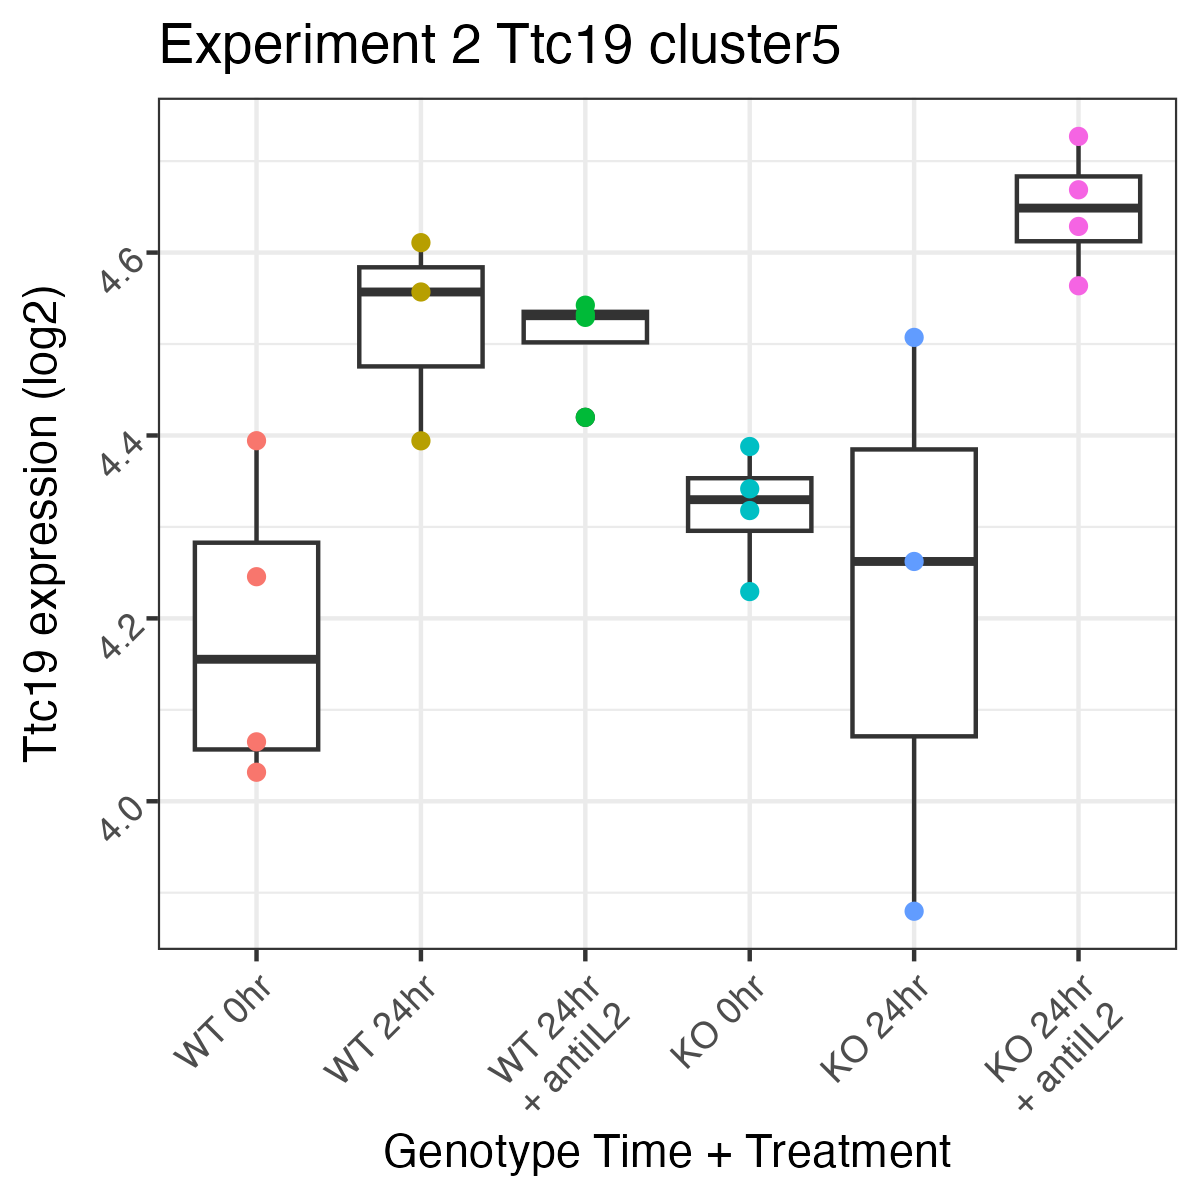 Experiment 2 Ttc19 cluster5
Ttc19 expression (log2)
4.6
4.4
4.2
4.0
WT 0hr
WT 24hr
WT 24hr
+ antiIL2
KO 0hr
KO 24hr
KO 24hr
+ antiIL2
Genotype Time + Treatment